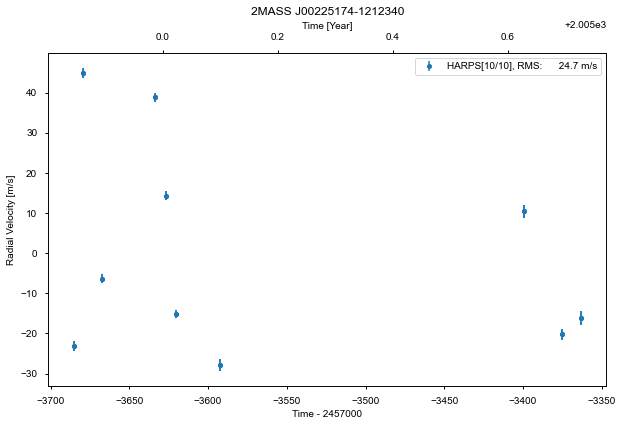 2MASS J00225174-1212340
Time [Year]
+2.005e3
0.0 0.2 0.4 0.6
HARPS[10/10], RMS: 24.7 m/s
40
30
20
10
0
−10
−20
−30
Radial Velocity [m/s]
−3700 −3650 −3600 −3550 −3500 −3450 −3400 −3350
Time - 2457000